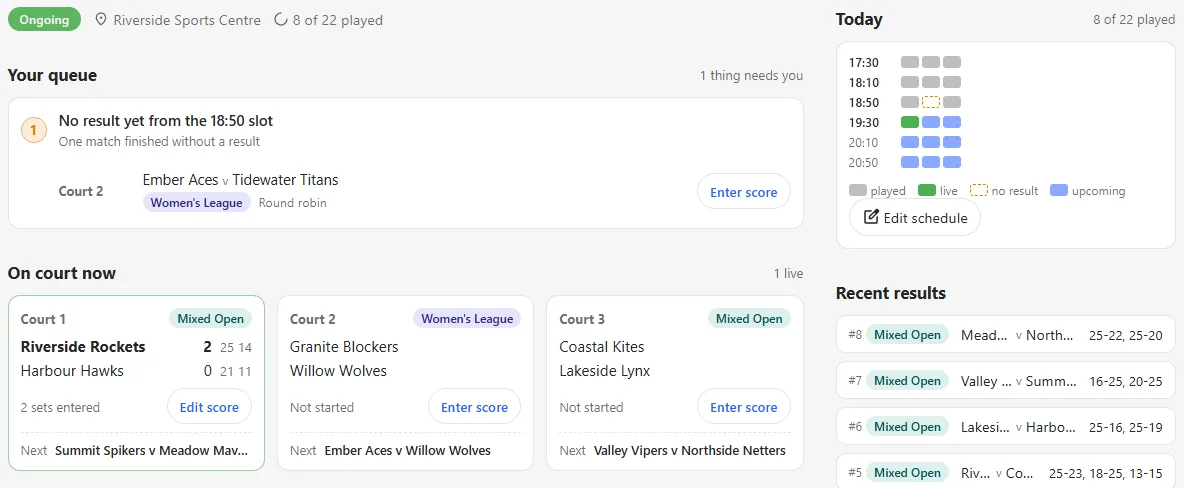 Ongoing Riverside Sports Centre 8 of 22 played
Your queue 1 thing needs you
1 No result yet from the 18:50 slot
One match finished without a result
Court 2 Ember Aces v Tidewater Titans
Women's League Round robin
Enter score
On court now 1 live
Court 1 Mixed Open
Riverside Rockets 2 25 14
Harbour Hawks 0 21 11
2 sets entered Edit score
Next Summit Spikers v Meadow Mav...
Court 2 Women's League
Granite Blockers
Willow Wolves
Not started Enter score
Next Ember Aces v Willow Wolves
Court 3 Mixed Open
Coastal Kites
Lakeside Lynx
Not started Enter score
Next Valley Vipers v Northside Netters
Today 8 of 22 played
17:30
18:10
18:50
19:30
20:10
20:50
played live no result upcoming
Edit schedule
Recent results
#8 Mixed Open Mead... v North... 25-22, 25-20
#7 Mixed Open Valley ... v Summ... 16-25, 20-25
#6 Mixed Open Lakesi... v Harbo... 25-16, 25-19
#5 Mixed Open Riv... v Co... 25-23, 18-25, 13-15